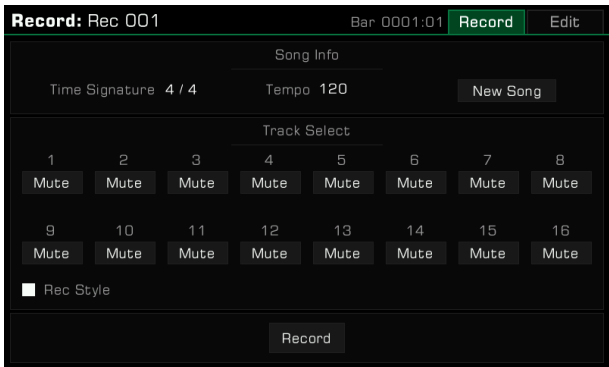 Record: Rec 001 Bar 0001:01 Record Edit
Song Info
Time Signature 4 / 4 Tempo 120 New Song
Track Select
1 2 3 4 5 6 7 8
Mute Mute Mute Mute Mute Mute Mute Mute
9 10 11 12 13 14 15 16
Mute Mute Mute Mute Mute Mute Mute Mute
Rec Style
Record